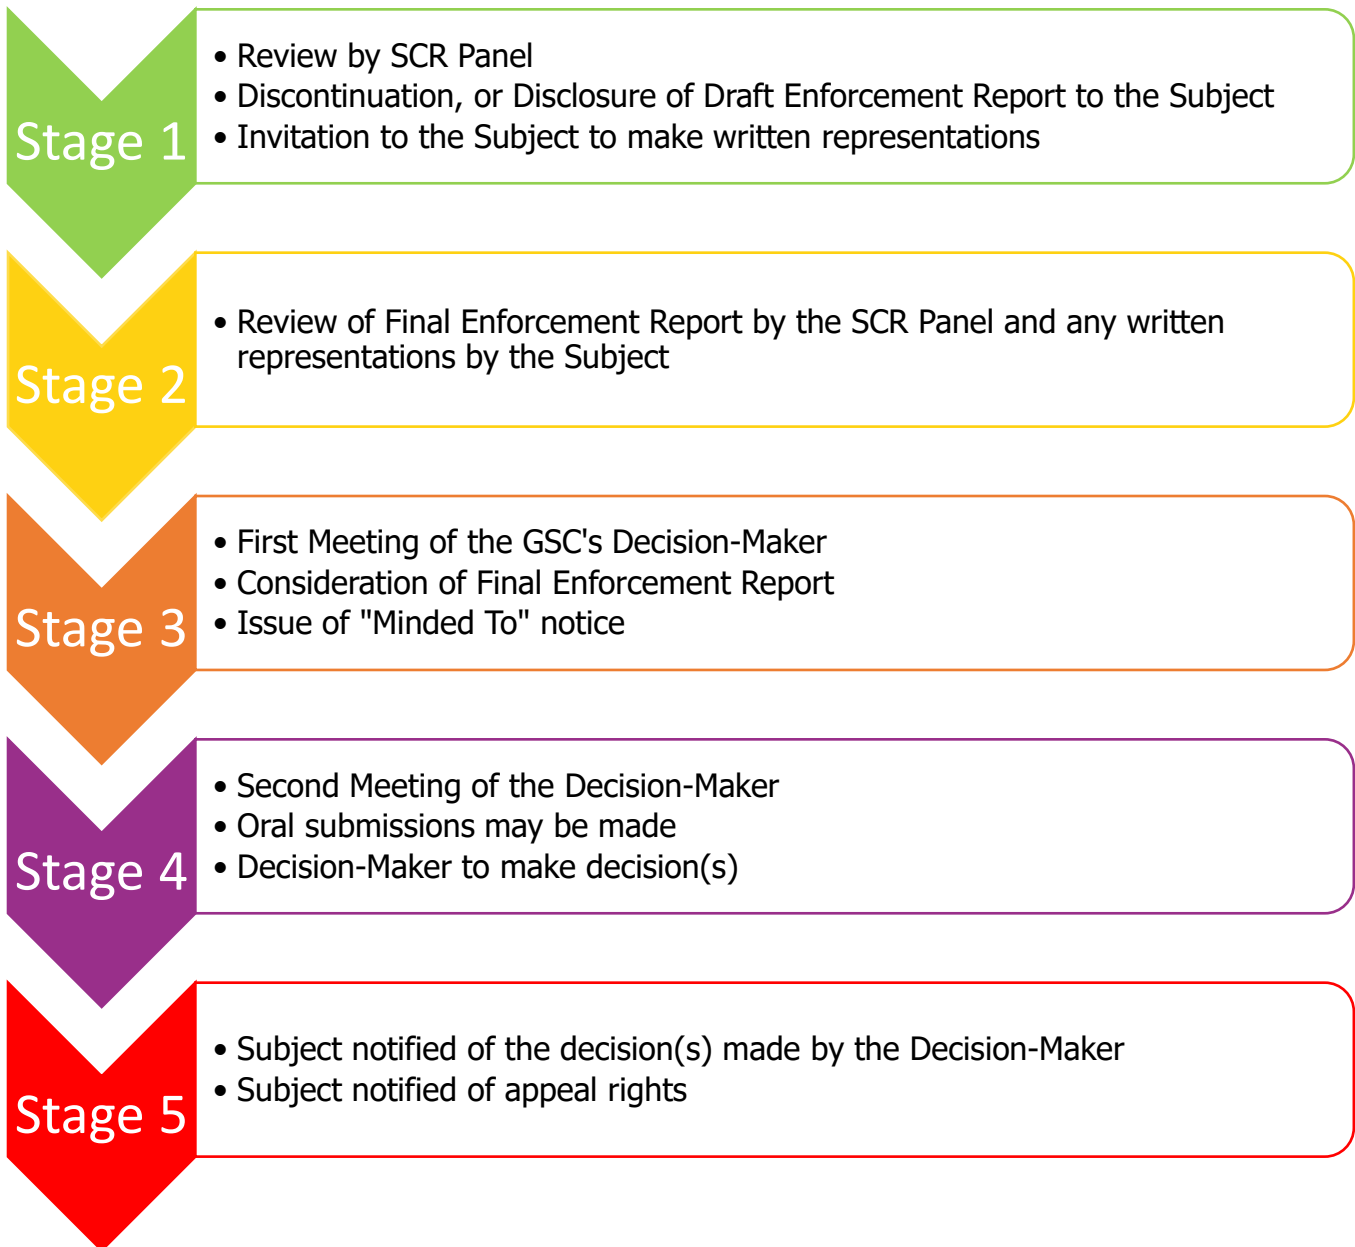 Stage 1
• Review by SCR Panel
• Discontinuation, or Disclosure of Draft Enforcement Report to the Subject
• Invitation to the Subject to make written representations
Stage 2
• Review of Final Enforcement Report by the SCR Panel and any written
representations by the Subject
Stage 3
• First Meeting of the GSC's Decision-Maker
• Consideration of Final Enforcement Report
• Issue of "Minded To" notice
Stage 4
• Second Meeting of the Decision-Maker
• Oral submissions may be made
• Decision-Maker to make decision(s)
Stage 5
• Subject notified of the decision(s) made by the Decision-Maker
• Subject notified of appeal rights